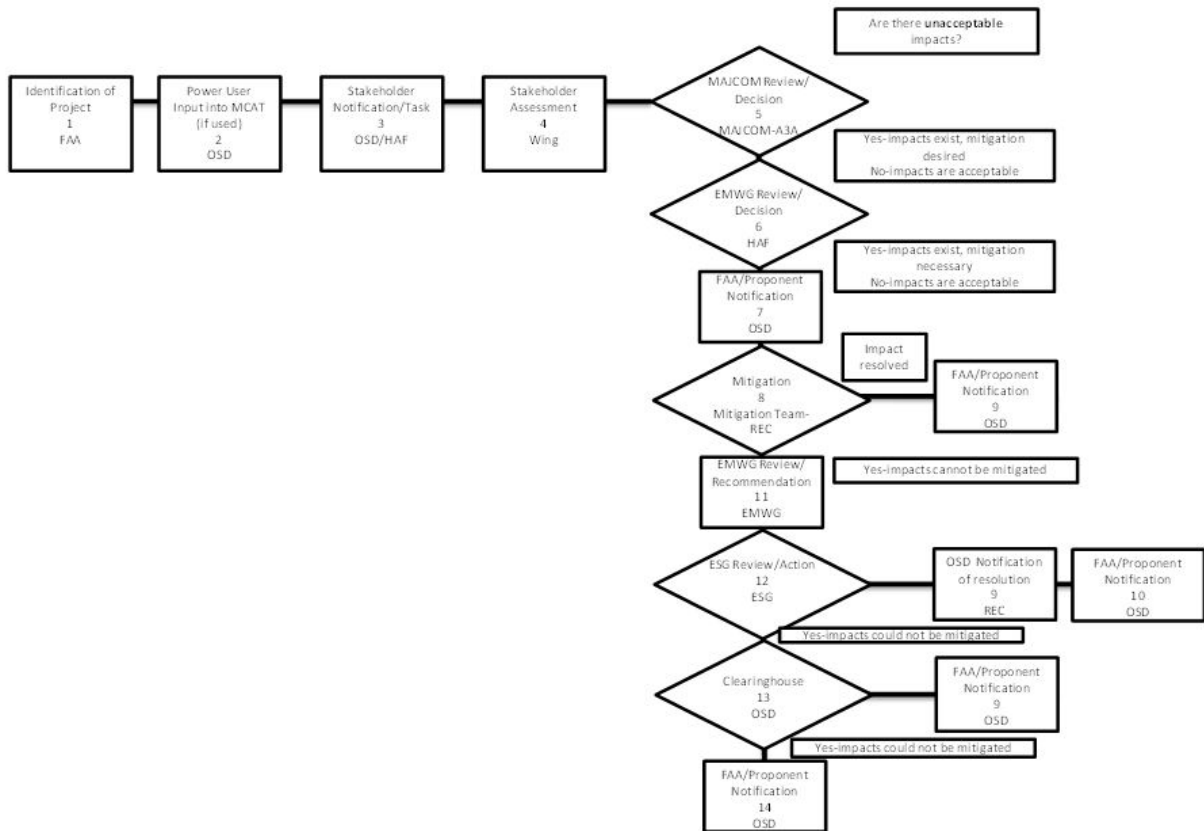 Are there unacceptable
impacts?
Identification of
Project
1
FAA
Power User
Input into MCAT
(if used)
2
OSD
Stakeholder
Notification/Task
3
OSD/HAF
Stakeholder
Assessment
4
Wing
MAJCOM Review/
Decision
5
MAJCOM-A3A
Yes-impacts exist, mitigation
desired
No-impacts are acceptable
EMWG Review/
Decision
6
HAF
Yes-impacts exist, mitigation
necessary
No-impacts are acceptable
FAA/Proponent
Notification
7
OSD
Impact
resolved
Mitigation
8
Mitigation Team-
REC
FAA/Proponent
Notification
9
OSD
Yes-impacts cannot be mitigated
EMWG Review/
Recommendation
11
EMWG
ESG Review/Action
12
ESG
OSD Notification
of resolution
9
REC
FAA/Proponent
Notification
10
OSD
Yes-impacts could not be mitigated
Clearinghouse
13
OSD
FAA/Proponent
Notification
9
OSD
Yes-impacts could not be mitigated
FAA/Proponent
Notification
14
OSD